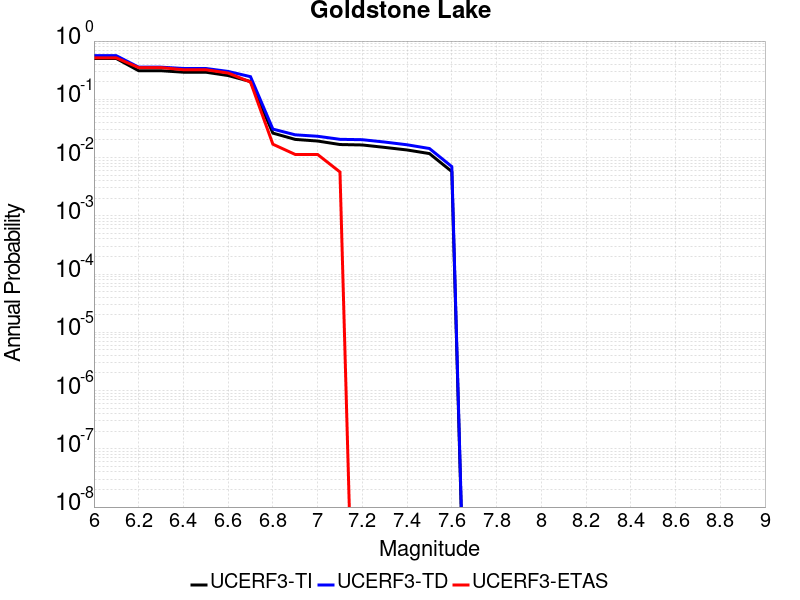 Goldstone Lake
10^0
10^-1
10^-2
10^-3
10^-4
10^-5
10^-6
10^-7
10^-8
Annual Probability
6 6.2 6.4 6.6 6.8 7 7.2 7.4 7.6 7.8 8 8.2 8.4 8.6 8.8 9
Magnitude
UCERF3-TI UCERF3-TD UCERF3-ETAS